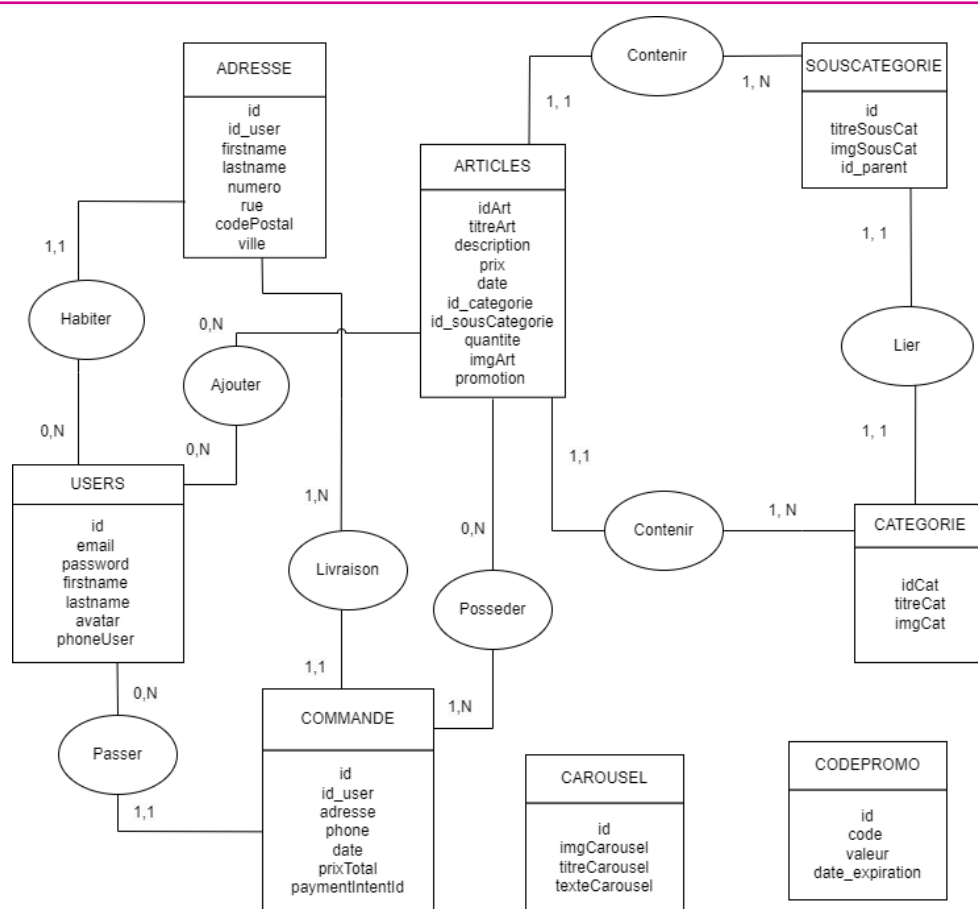 ADRESSE
id
id_user
firstname
lastname
numero
rue
codePostal
ville
Contenir
1, 1
1, N
SOUSCATEGORIE
id
titreSousCat
imgSousCat
id_parent
ARTICLES
idArt
titreArt
description
prix
date
id_categorie
id_sousCategorie
quantite
imgArt
promotion
1,1
Habiter
0,N
0,N
Ajouter
0,N
1, 1
Lier
1, 1
USERS
id
email
password
firstname
lastname
avatar
phoneUser
1,N
Livraison
1,1
0,N
Posseder
1,N
1,1
Contenir
1, N
CATEGORIE
idCat
titreCat
imgCat
0,N
Passer
1,1
COMMANDE
id
id_user
adresse
phone
date
prixTotal
paymentIntentId
CAROUSEL
id
imgCarousel
titreCarousel
texteCarousel
CODEPROMO
id
code
valeur
date_expiration